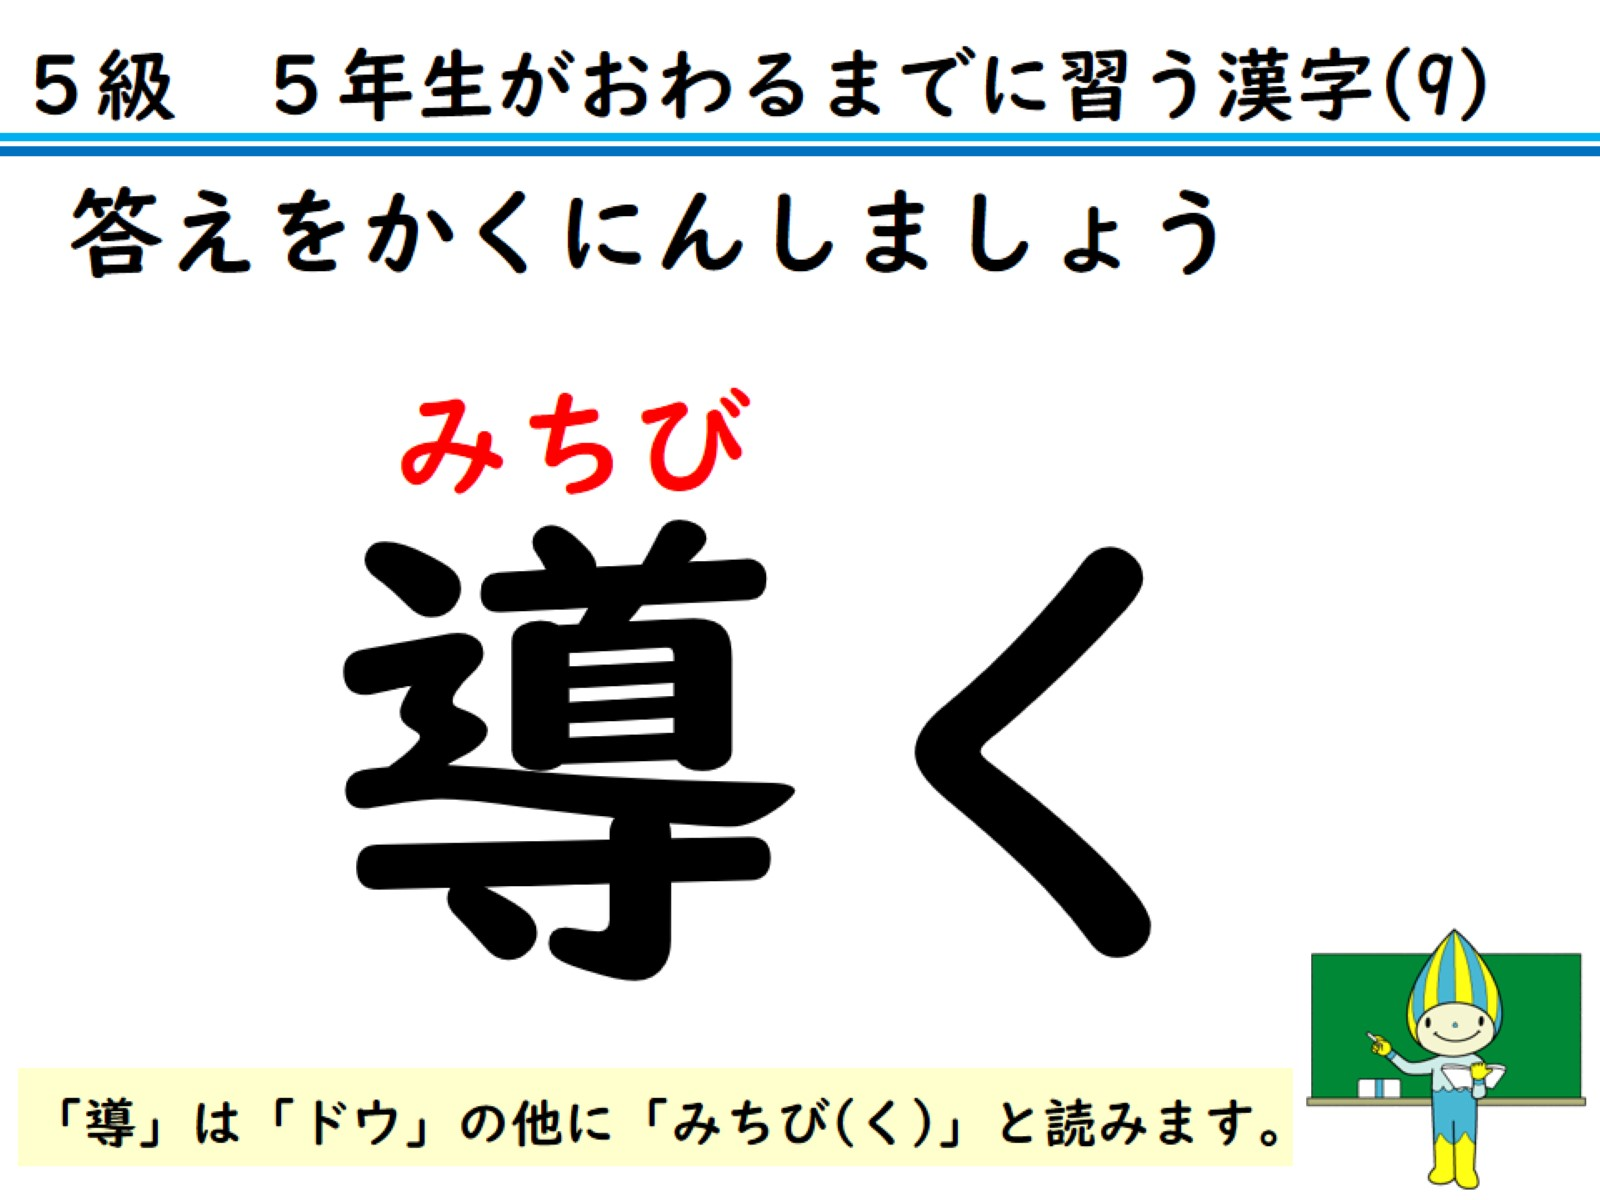 ５級　５年生がおわるまでに習う漢字(9)
答えをかくにんしましょう
みちび
導く
「導」は「ドウ」の他に「みちび(く)」と読みます。